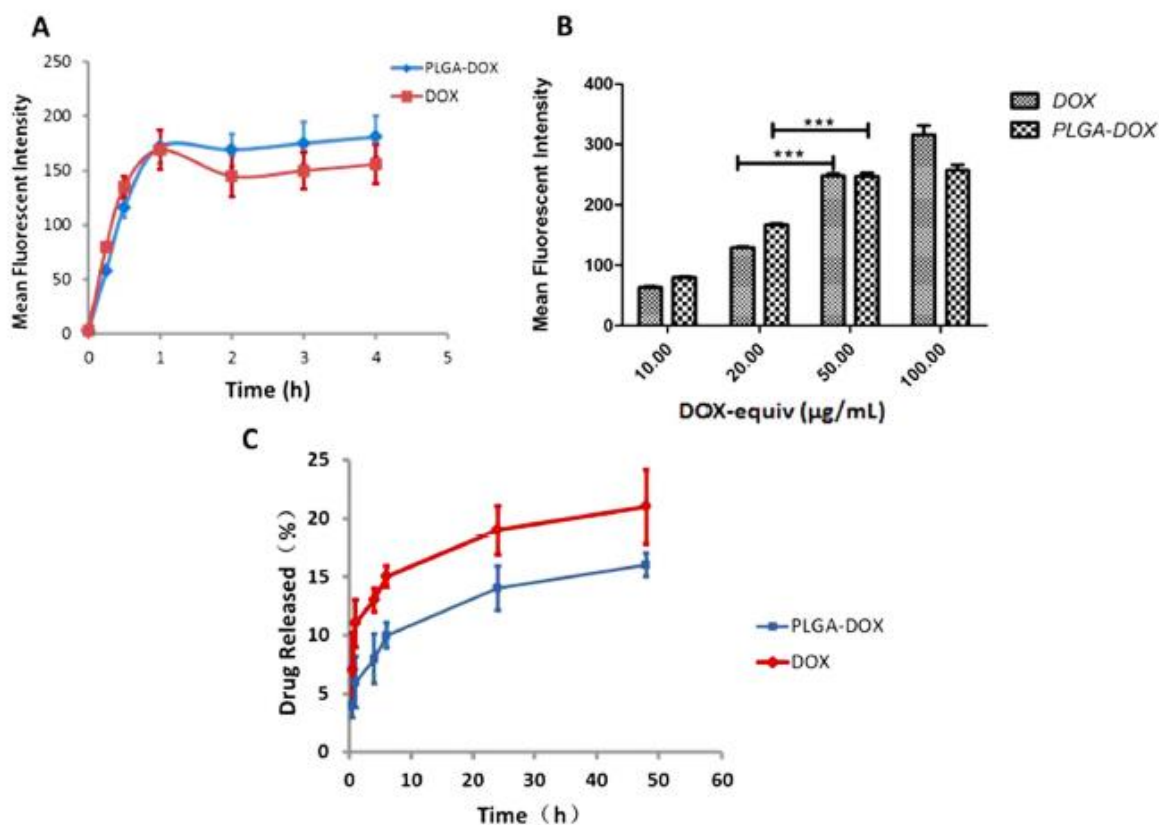 A
250
200
150
100
50
0
Mean Fluorescent Intensity
PLGA-DOX
DOX
0 1 2 3 4 5
Time (h)
B
400
300
200
100
0
Mean Fluorescent Intensity
***
***
DOX
PLGA-DOX
10.00 20.00 50.00 100.00
DOX-equiv (μg/mL)
C
25
20
15
10
5
0
Drug Released (%)
PLGA-DOX
DOX
0 10 20 30 40 50 60
Time (h)